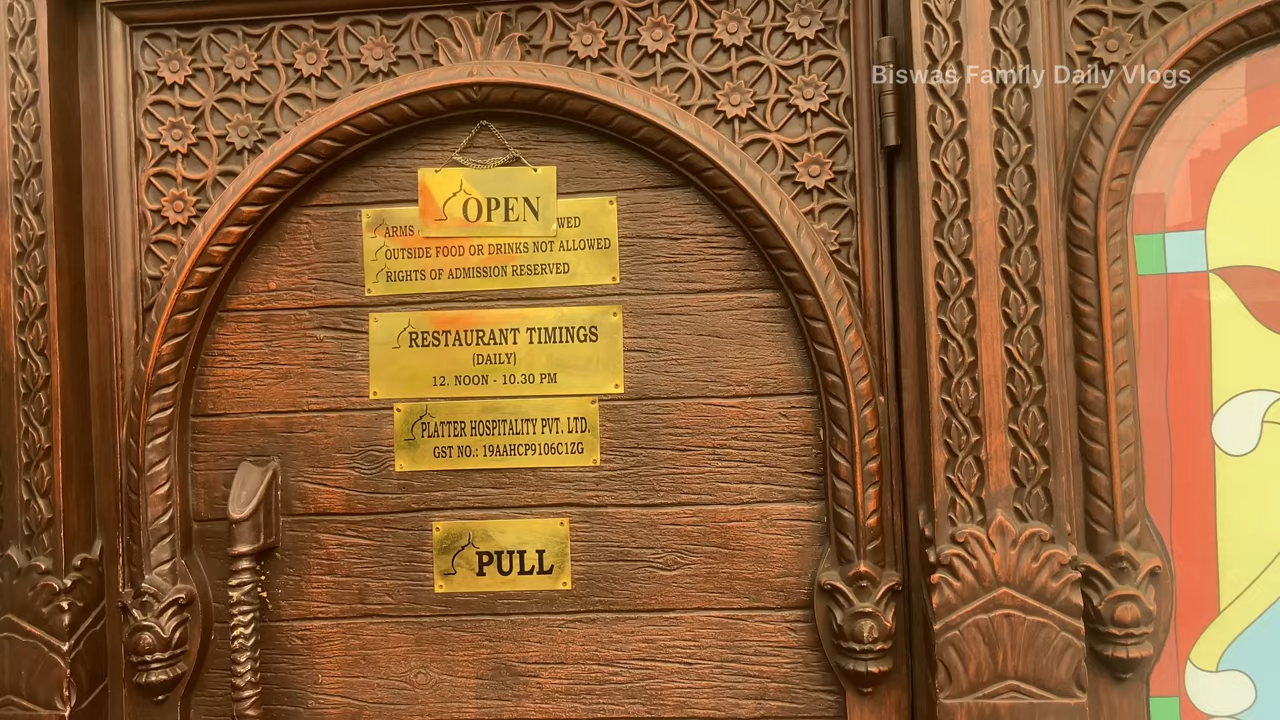 Biswas Family Daily Vlogs
OPEN
ARMS
OUTSIDE FOOD OR DRINKS NOT ALLOWED
RIGHTS OF ADMISSION RESERVED
RESTAURANT TIMINGS
(DAILY)
12. NOON - 10.30 PM
PLATTER HOSPITALITY PVT. LTD.
GST NO.: 19AAHCP9106C1ZG
PULL